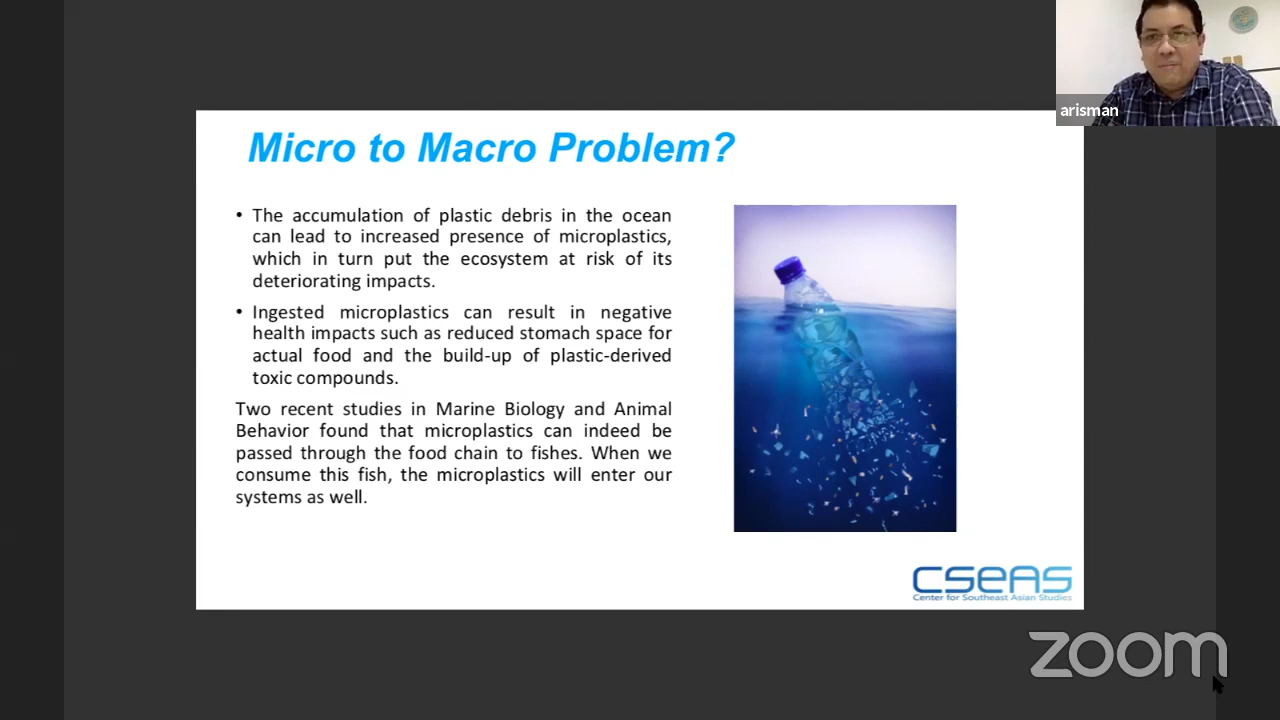 arisman
Micro to Macro Problem?
• The accumulation of plastic debris in the ocean
can lead to increased presence of microplastics,
which in turn put the ecosystem at risk of its
deteriorating impacts.
• Ingested microplastics can result in negative
health impacts such as reduced stomach space for
actual food and the build-up of plastic-derived
toxic compounds.
Two recent studies in Marine Biology and Animal
Behavior found that microplastics can indeed be
passed through the food chain to fishes. When we
consume this fish, the microplastics will enter our
systems as well.
CSEAS
Center for Southeast Asian Studies
zoom